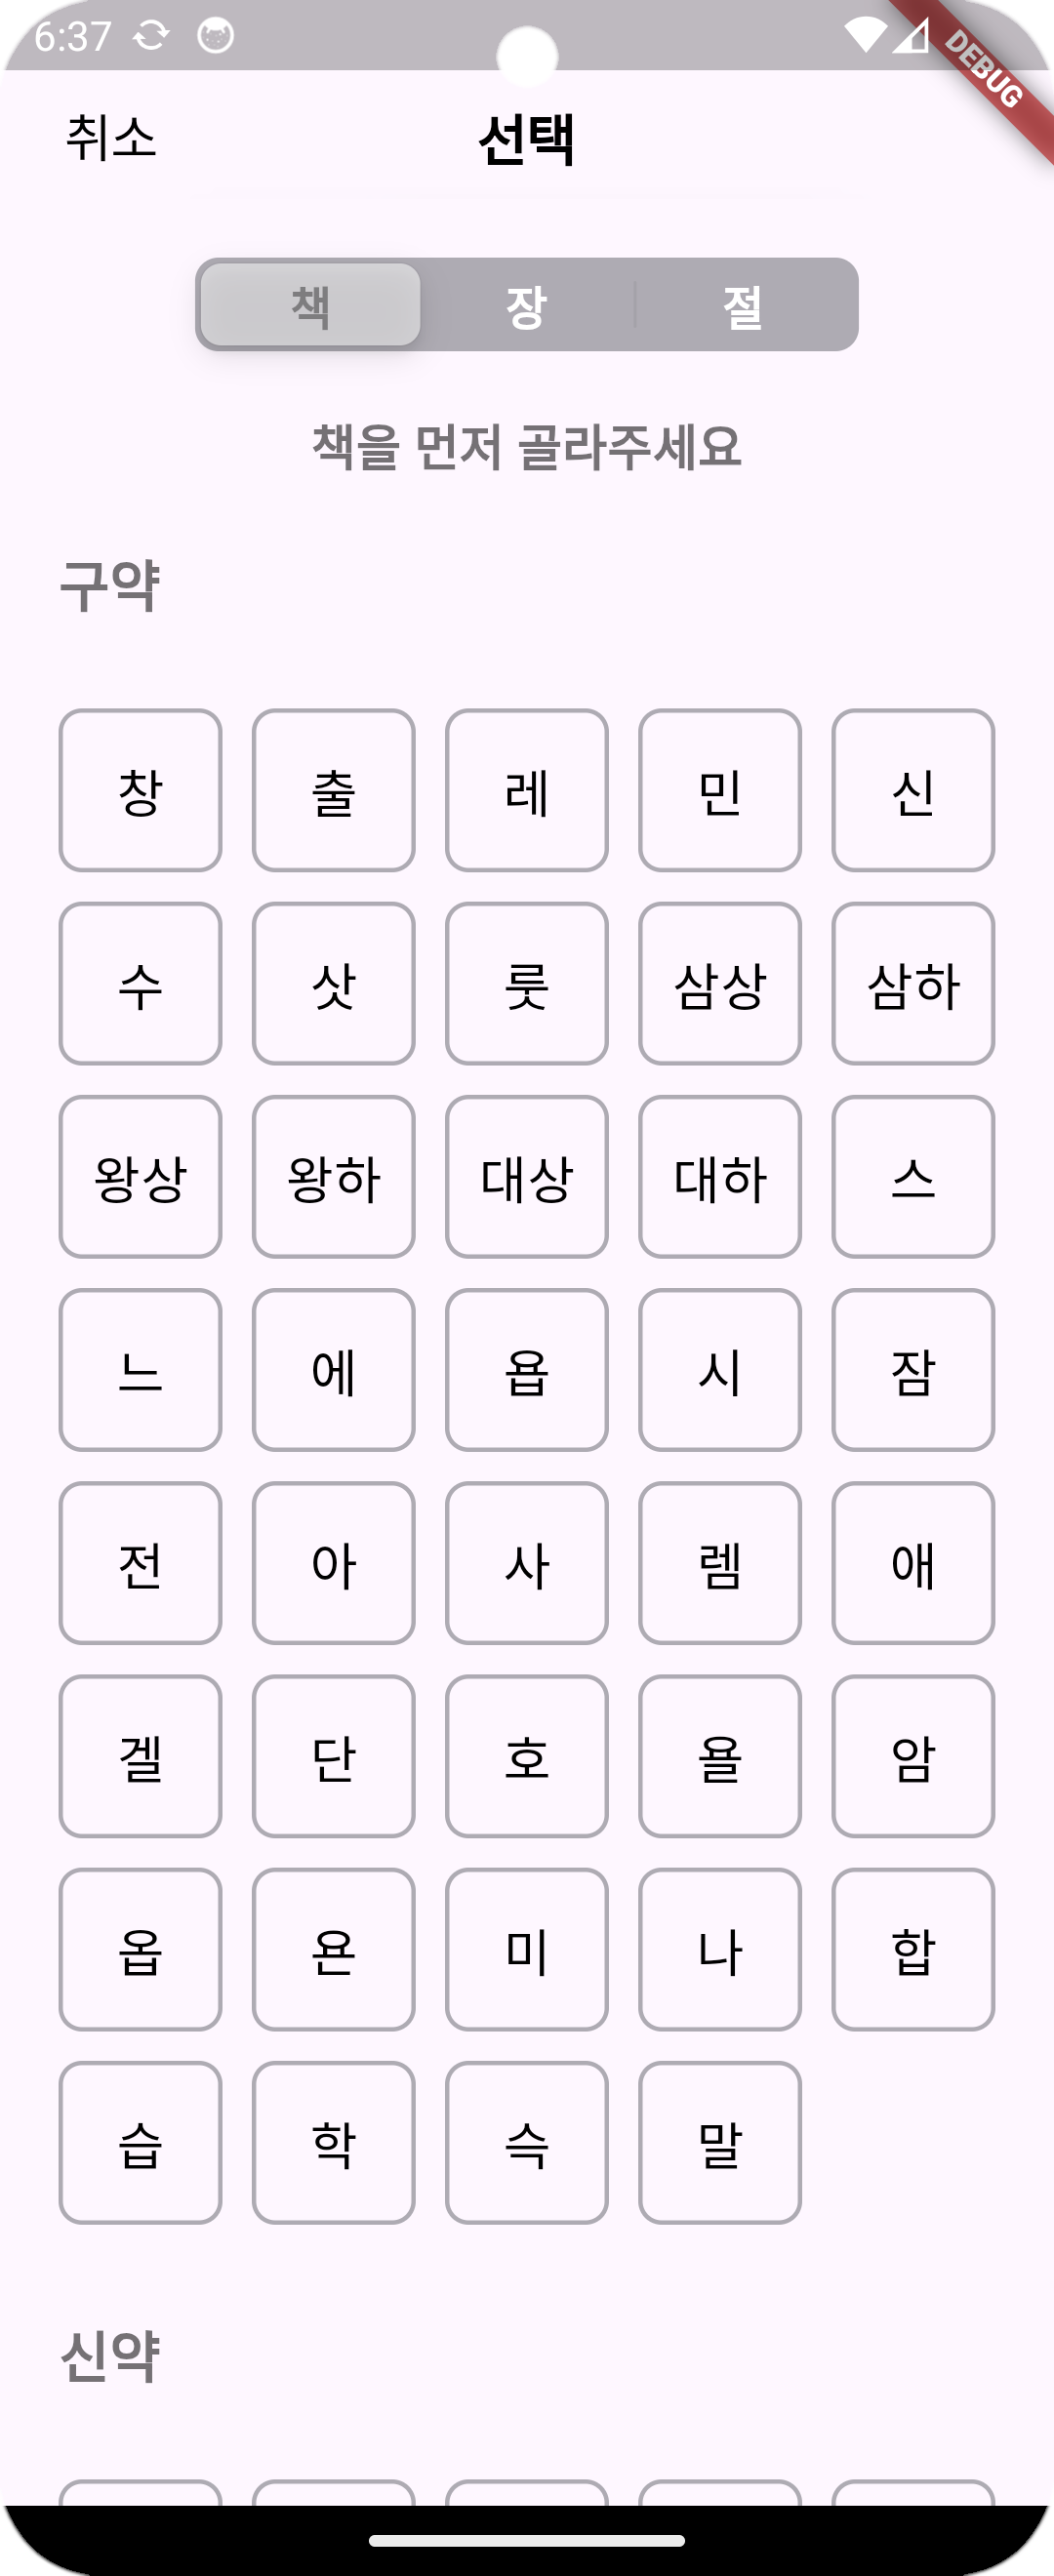 6:37
DEBUG
취소 선택
책 장 절
책을 먼저 골라주세요
구약
창 출 레 민 신
수 삿 룻 삼상 삼하
왕상 왕하 대상 대하 스
느 에 욥 시 잠
전 아 사 렘 애
겔 단 호 욜 암
옵 욘 미 나 합
습 학 슥 말
신약